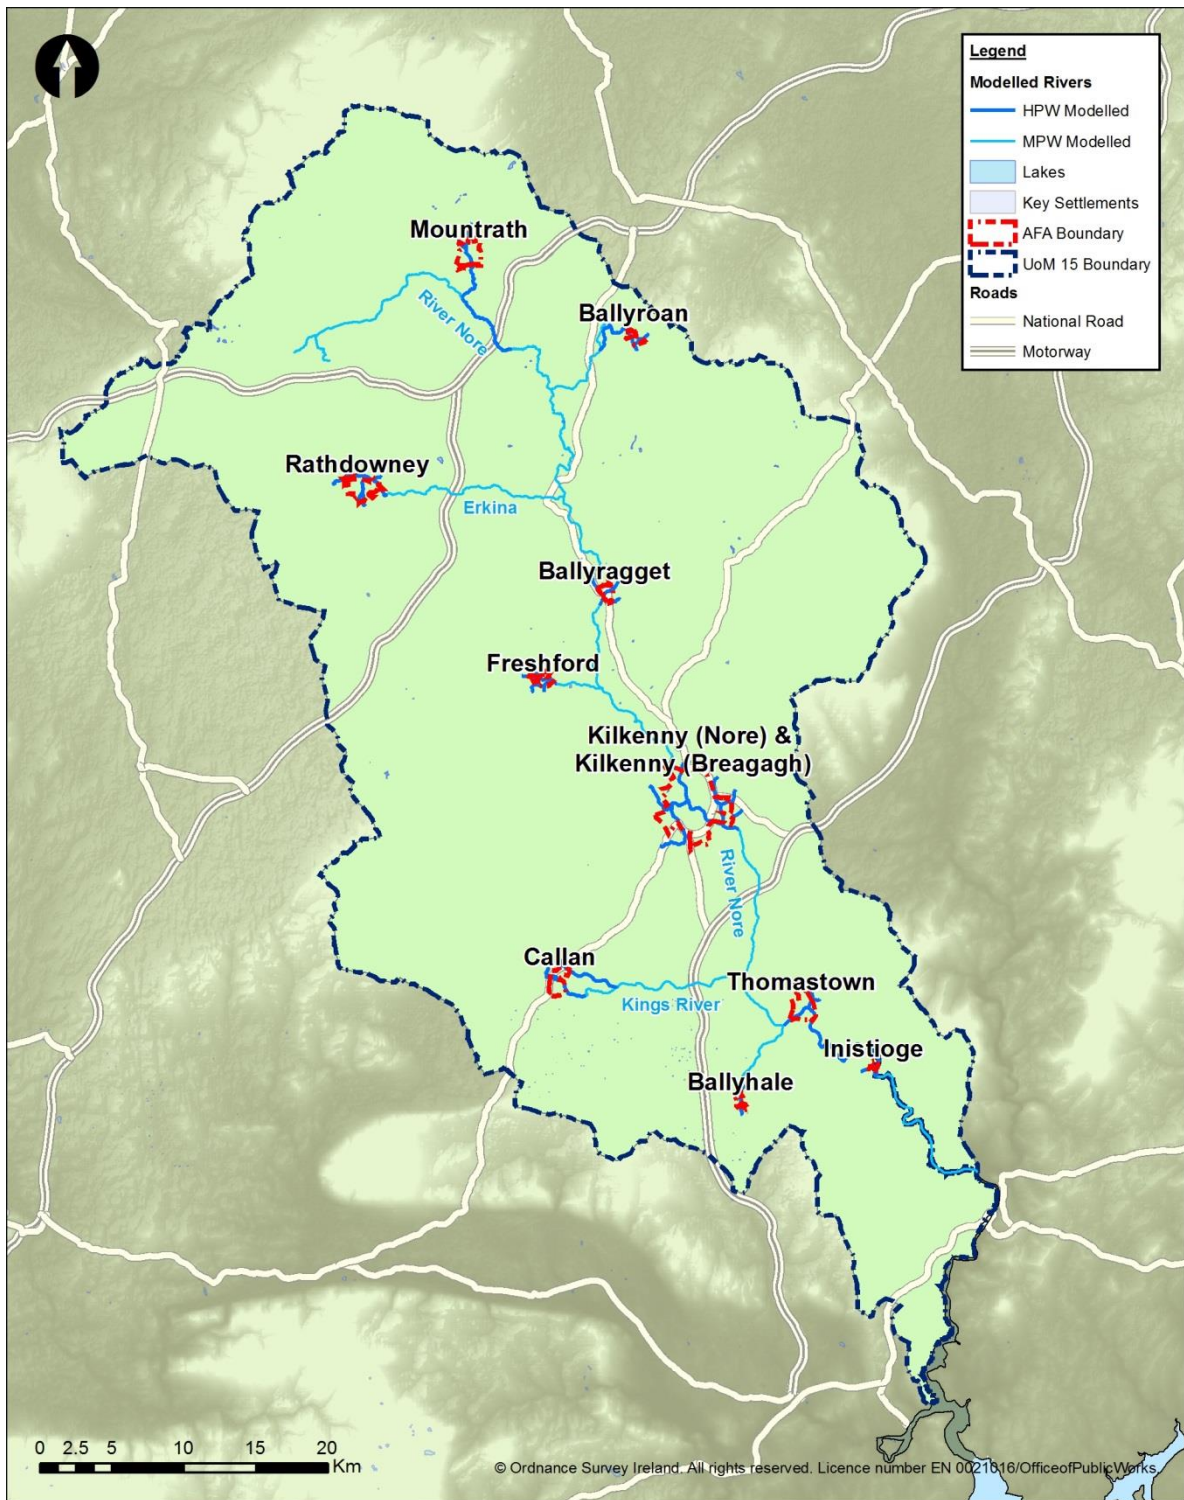 Legend
Modelled Rivers
HPW Modelled
MPW Modelled
Lakes
Key Settlements
AFA Boundary
UoM 15 Boundary
Roads
National Road
Motorway
Mountrath
River Nore
Ballyroan
Rathdowney
Erkina
Ballyragget
Freshford
Kilkenny (Nore) &
Kilkenny (Breagagh)
River Nore
Callan
Kings River
Thomastown
Inistioge
Ballyhale
0 2.5 5 10 15 20
Km
© Ordnance Survey Ireland. All rights reserved. Licence number EN 0021016/OfficeofPublicWorks.